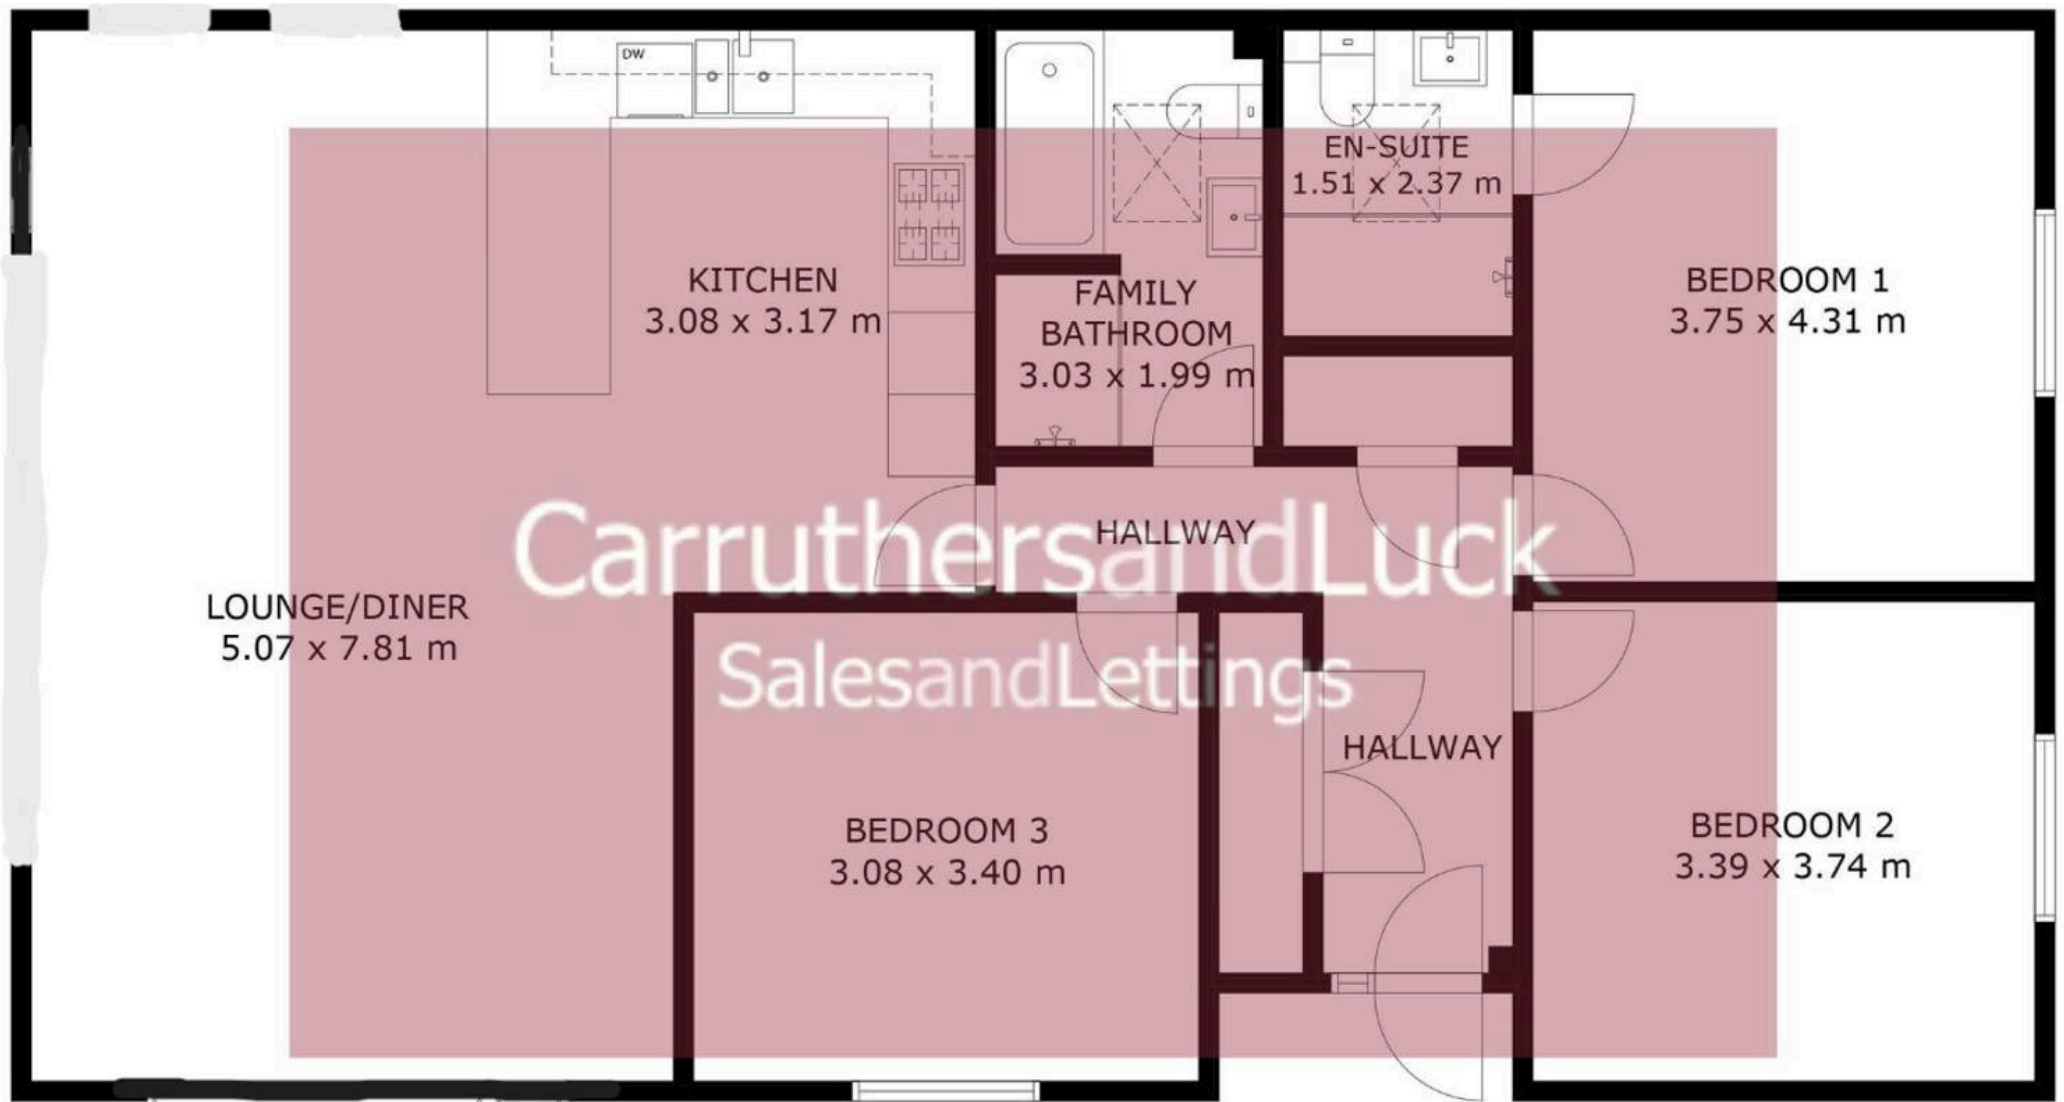 DW
EN-SUITE
1.51 x 2.37 m
KITCHEN
3.08 x 3.17 m
FAMILY
BATHROOM
3.03 x 1.99 m
BEDROOM 1
3.75 x 4.31 m
HALLWAY
CarruthersandLuck
SalesandLettings
LOUNGE/DINER
5.07 x 7.81 m
HALLWAY
BEDROOM 3
3.08 x 3.40 m
BEDROOM 2
3.39 x 3.74 m